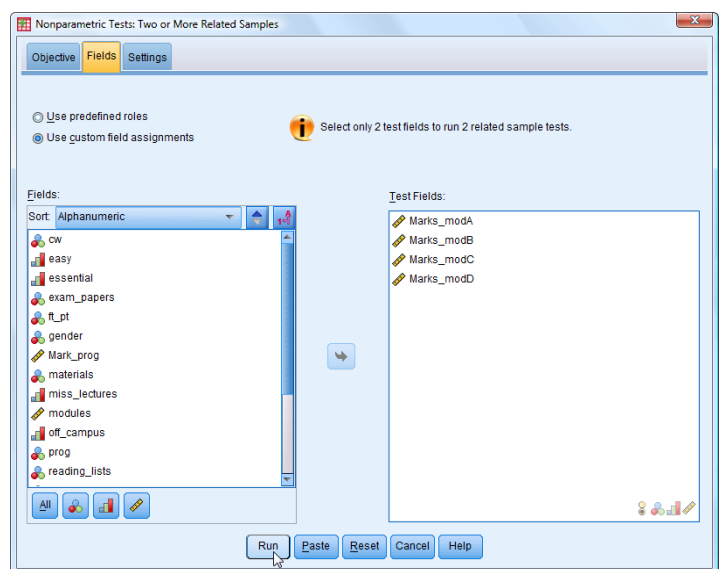 Nonparametric Tests: Two or More Related Samples
Objective Fields Settings
Use predefined roles
Use custom field assignments
Select only 2 test fields to run 2 related sample tests.
Fields:
Sort: Alphanumeric
cw
easy
essential
exam_papers
ft_pt
gender
Mark_prog
materials
miss_lectures
modules
off_campus
prog
reading_lists
All
Test Fields:
Marks_modA
Marks_modB
Marks_modC
Marks_modD
Run Paste Reset Cancel Help